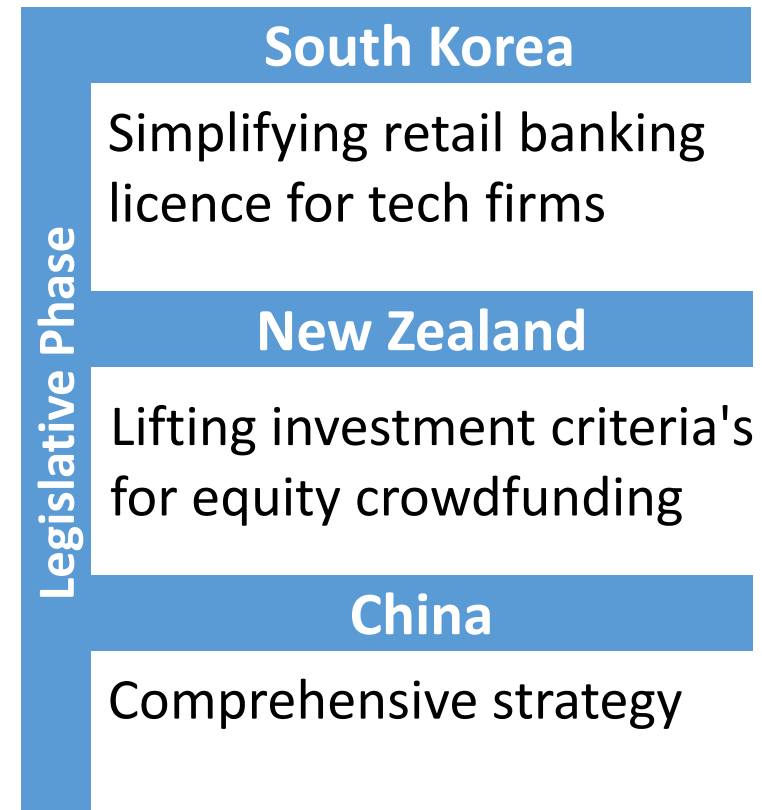 South Korea
Simplifying retail banking
licence for tech firms
Legislative Phase
New Zealand
Lifting investment criteria's
for equity crowdfunding
China
Comprehensive strategy